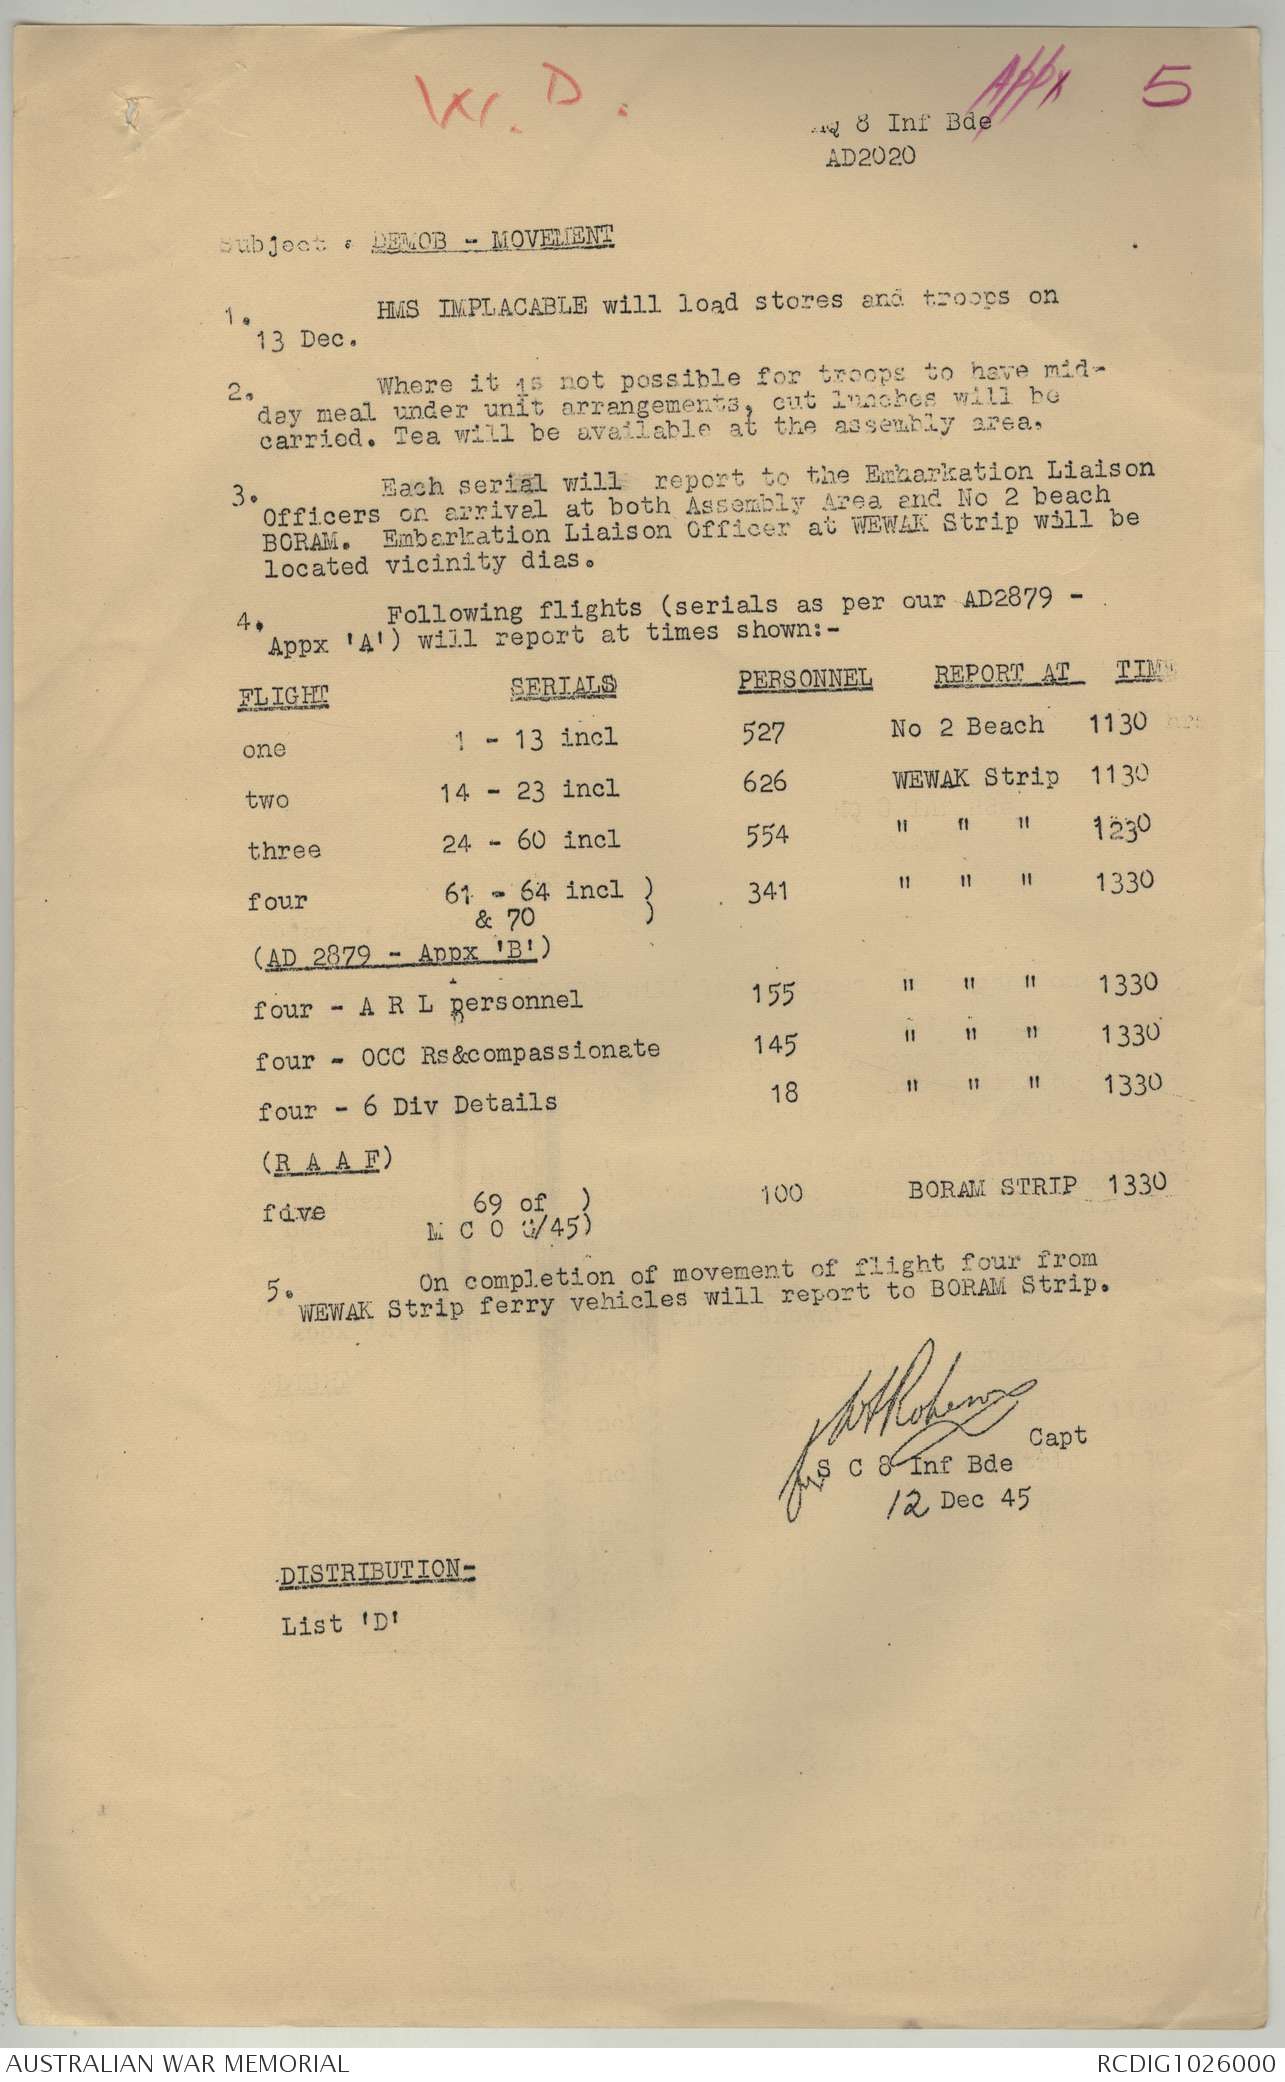 W. D.
Appx 5
HQ 8 Inf Bde
AD2020
Subject : DEMOB - MOVEMENT
1. HMS IMPLACABLE will load stores and troops on
13 Dec.
2. Where it is not possible for troops to have mid-
day meal under unit arrangements, cut lunches will be
carried. Tea will be available at the assembly area.
3. Each serial will report to the Embarkation Liaison
Officers on arrival at both Assembly Area and No 2 beach
BORAM. Embarkation Liaison Officer at WEWAK Strip will be
located vicinity dias.
4. Following flights (serials as per our AD2879 -
Appx 'A') will report at times shown:-
FLIGHT SERIALS PERSONNEL REPORT AT TIME
one 1 - 13 incl 527 No 2 Beach 1130 hrs
two 14 - 23 incl 626 WEWAK Strip 1130
three 24 - 60 incl 554 " " " 1230
four 61 - 64 incl ) 341 " " " 1330
& 70 )
(AD 2879 - Appx 'B')
four - A R L personnel 155 " " " 1330
four - OCC Rs&compassionate 145 " " " 1330
four - 6 Div Details 18 " " " 1330
(R A A F)
five 69 of ) 100 BORAM STRIP 1330
M C O /45)
5. On completion of movement of flight four from
WEWAK Strip ferry vehicles will report to BORAM Strip.
Capt
for S C 8 Inf Bde
12 Dec 45
DISTRIBUTION-
List 'D'
AUSTRALIAN WAR MEMORIAL RCDIG1026000